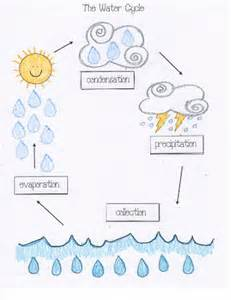 The Water Cycle
condensation
precipitation
evaporation
collection